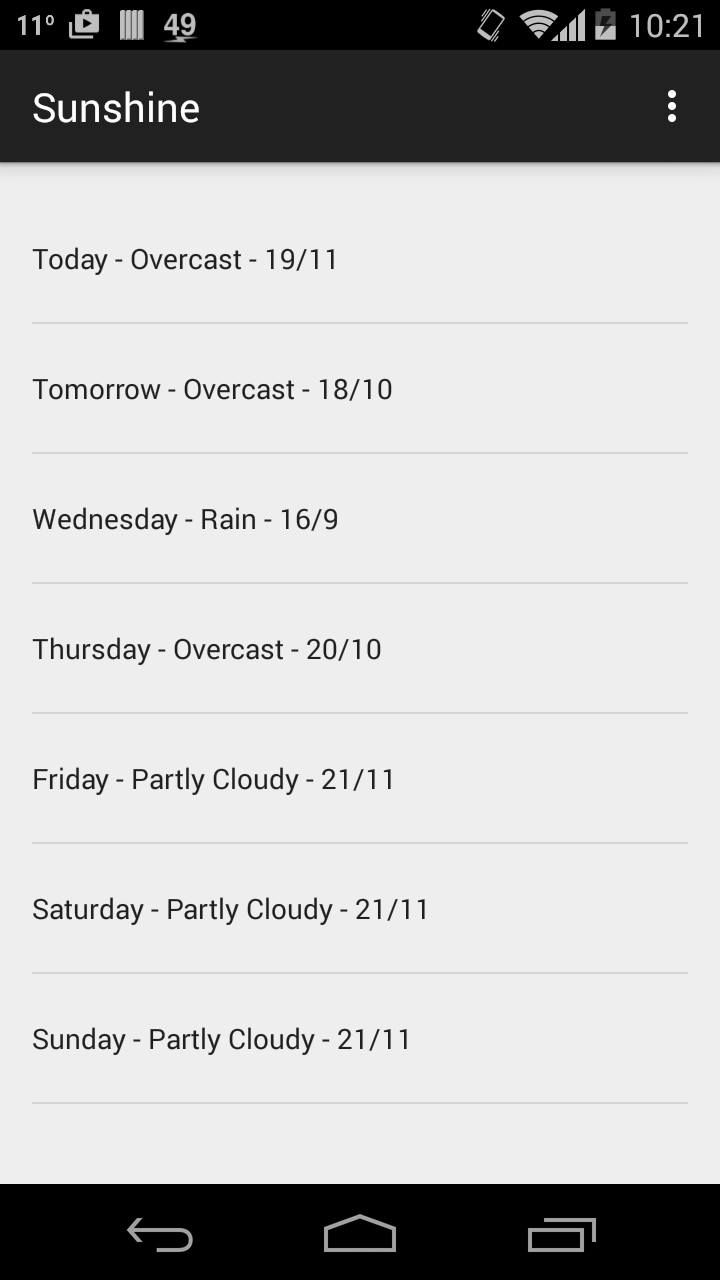 11° 49 10:21
Sunshine
Today - Overcast - 19/11
Tomorrow - Overcast - 18/10
Wednesday - Rain - 16/9
Thursday - Overcast - 20/10
Friday - Partly Cloudy - 21/11
Saturday - Partly Cloudy - 21/11
Sunday - Partly Cloudy - 21/11